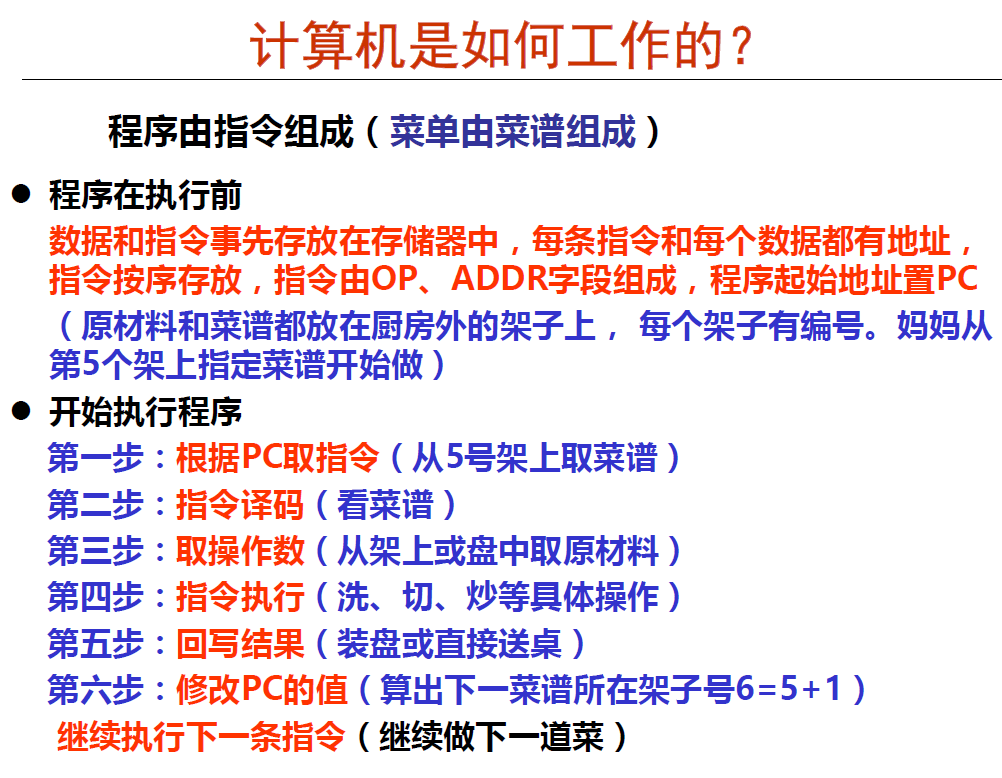 计算机是如何工作的?
程序由指令组成(菜单由菜谱组成)
● 程序在执行前
数据和指令事先存放在存储器中,每条指令和每个数据都有地址,
指令按序存放,指令由OP、ADDR字段组成,程序起始地址置PC
(原材料和菜谱都放在厨房外的架子上, 每个架子有编号。妈妈从
第5个架上指定菜谱开始做)
● 开始执行程序
第一步:根据PC取指令(从5号架上取菜谱)
第二步:指令译码(看菜谱)
第三步:取操作数(从架上或盘中取原材料)
第四步:指令执行(洗、切、炒等具体操作)
第五步:回写结果(装盘或直接送桌)
第六步:修改PC的值(算出下一菜谱所在架子号6=5+1)
继续执行下一条指令(继续做下一道菜)